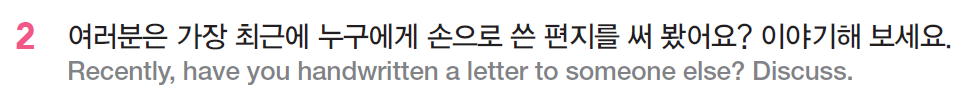 2 여러분은 가장 최근에 누구에게 손으로 쓴 편지를 써 봤어요? 이야기해 보세요.
Recently, have you handwritten a letter to someone else? Discuss.